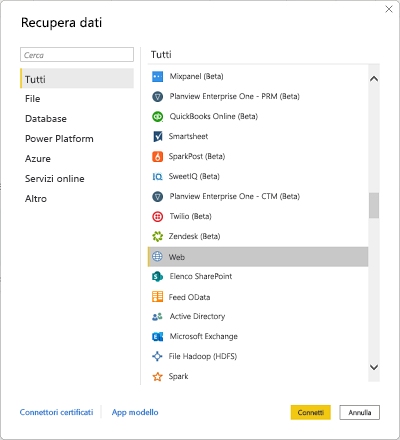 Recupera dati
Cerca
Tutti
File
Database
Power Platform
Azure
Servizi online
Altro
Tutti
Mixpanel (Beta)
Planview Enterprise One - PRM (Beta)
QuickBooks Online (Beta)
Smartsheet
SparkPost (Beta)
SweetIQ (Beta)
Planview Enterprise One - CTM (Beta)
Twilio (Beta)
Zendesk (Beta)
Web
Elenco SharePoint
Feed OData
Active Directory
Microsoft Exchange
File Hadoop (HDFS)
Spark
Connettori certificati
App modello
Connetti
Annulla